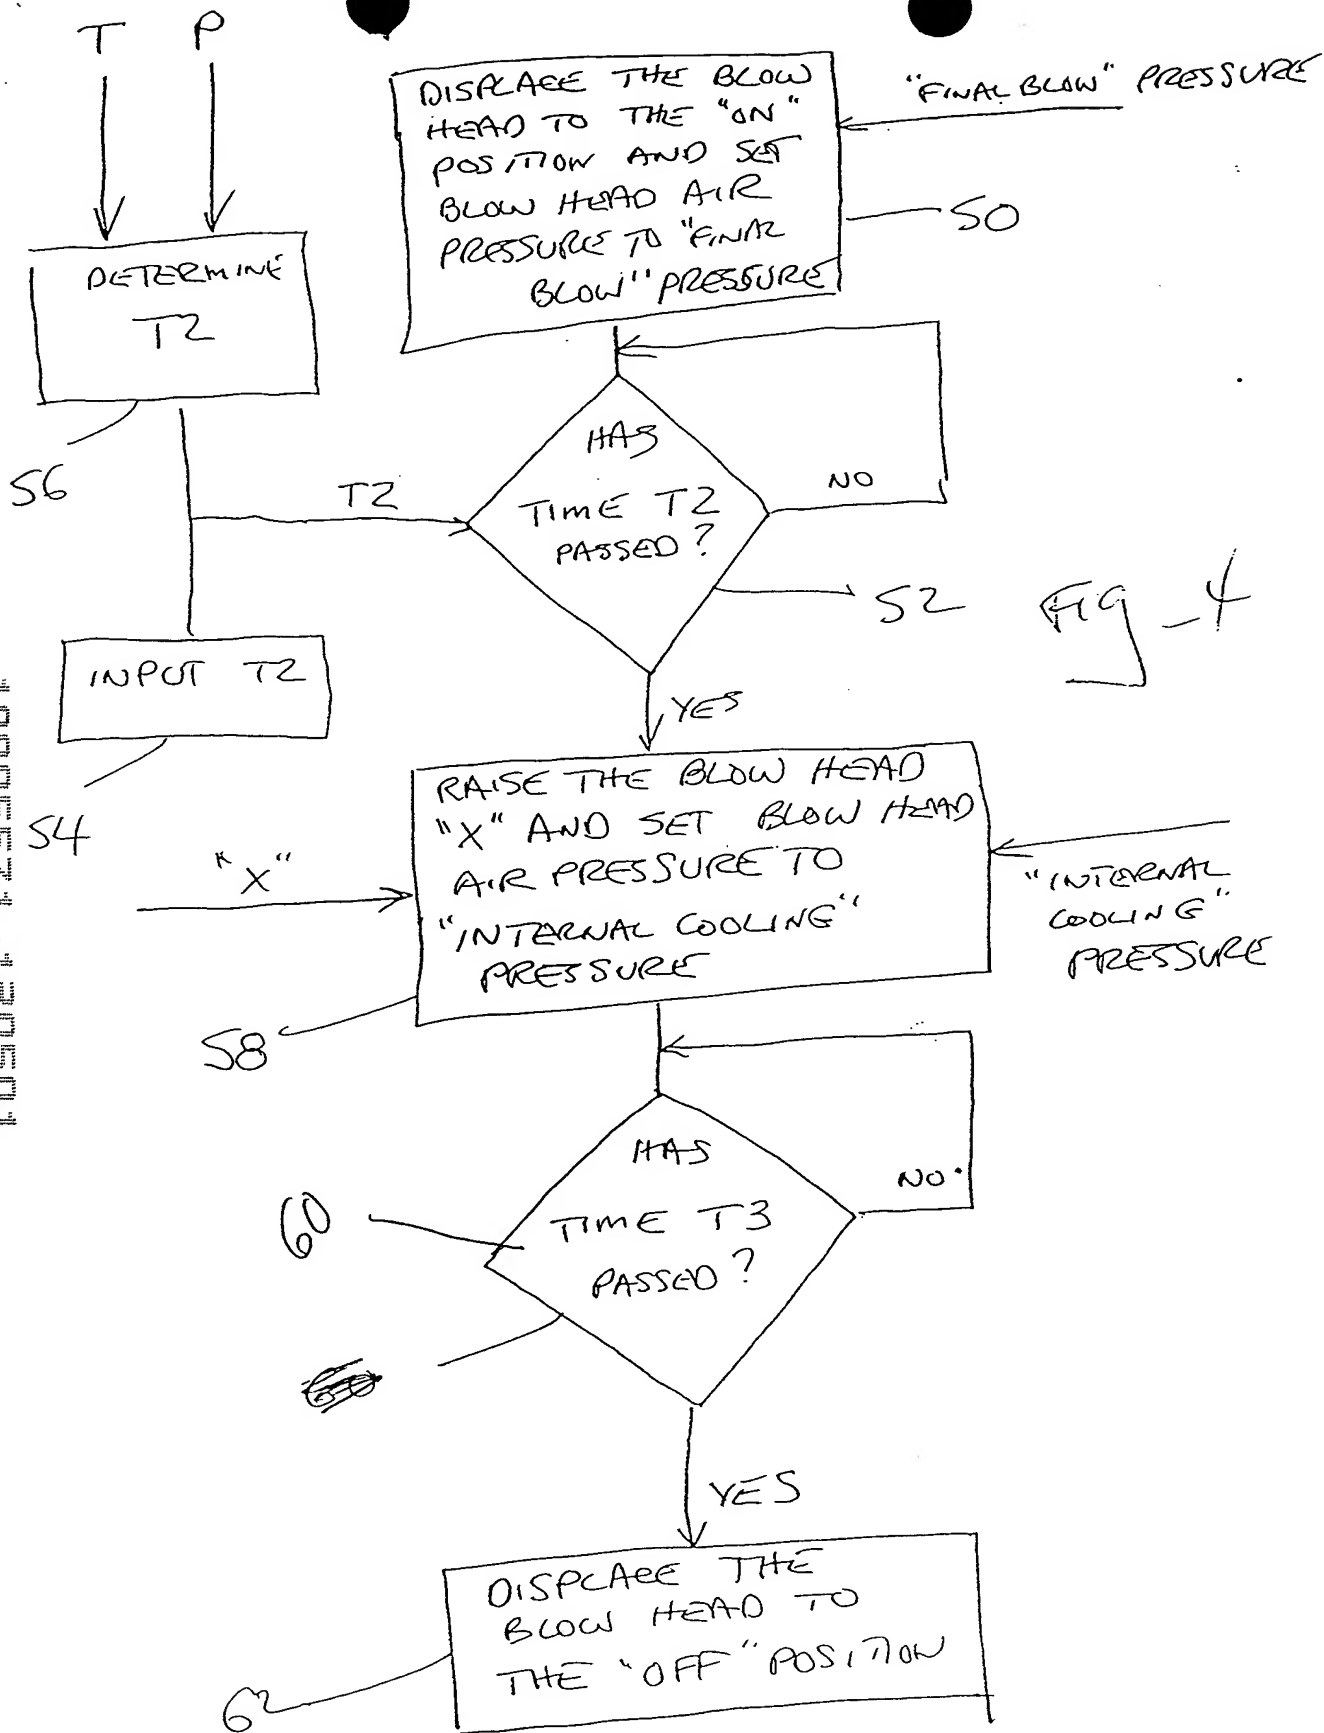 T P
DISPLACE THE BLOW
HEAD TO THE "ON"
POSITION AND SET
BLOW HEAD AIR
PRESSURE TO "FINAL
BLOW" PRESSURE
"FINAL BLOW" PRESSURE
50
DETERMINE
T2
56
T2
HAS
TIME T2
PASSED?
NO
52
Fig _ 4
INPUT T2
54
YES
RAISE THE BLOW HEAD
"X" AND SET BLOW HEAD
AIR PRESSURE TO
"INTERNAL COOLING"
PRESSURE
"X"
"INTERNAL
COOLING"
PRESSURE
58
HAS
TIME T3
PASSED?
NO
60
YES
DISPLACE THE
BLOW HEAD TO
THE "OFF" POSITION
62